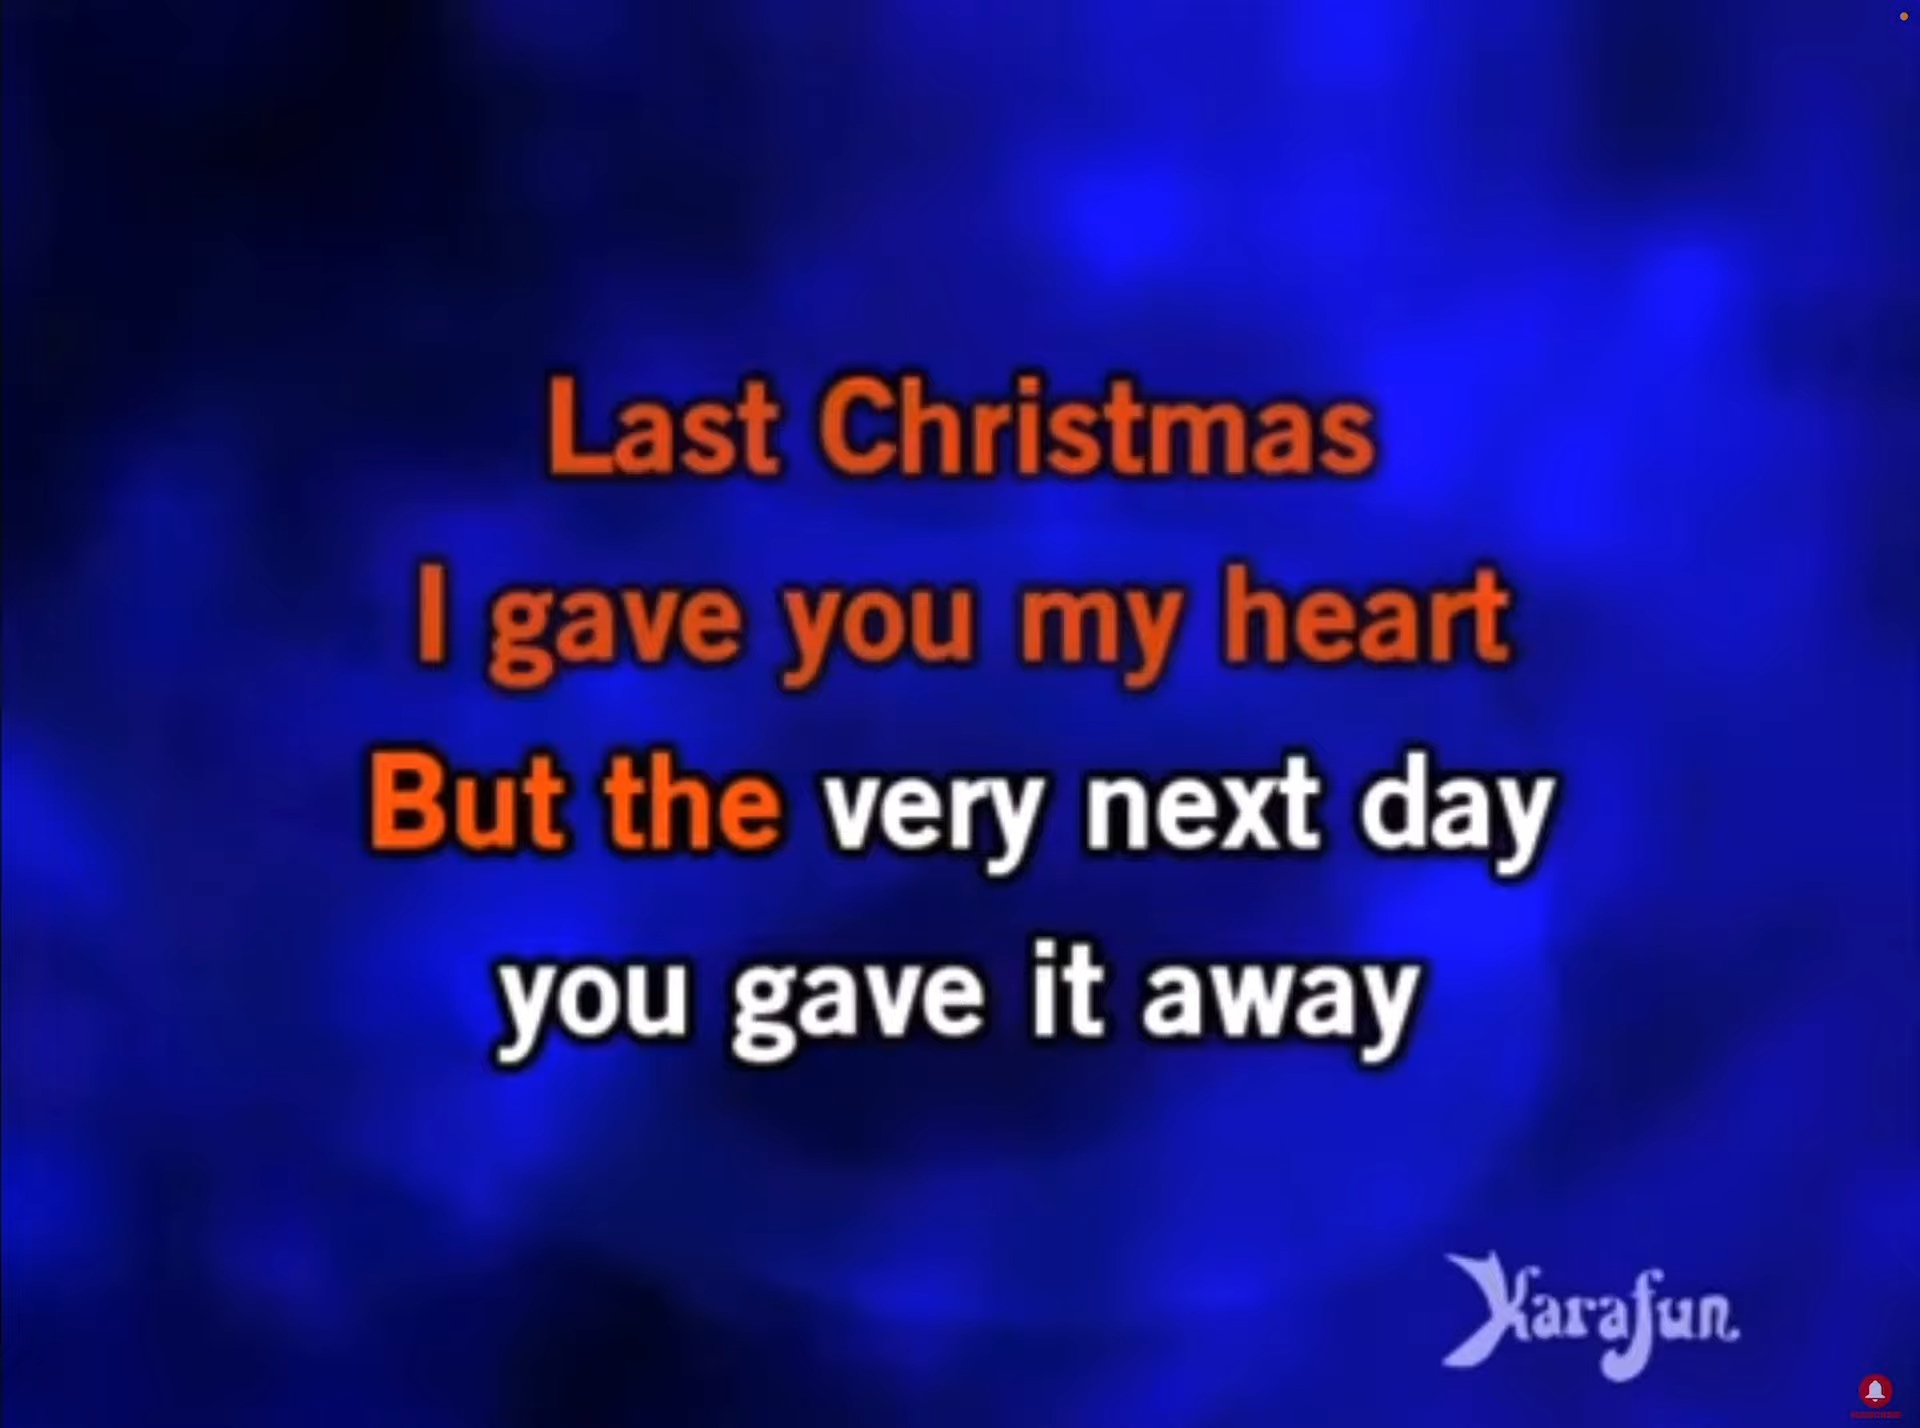 Last Christmas
I gave you my heart
But the very next day
you gave it away
Karafun